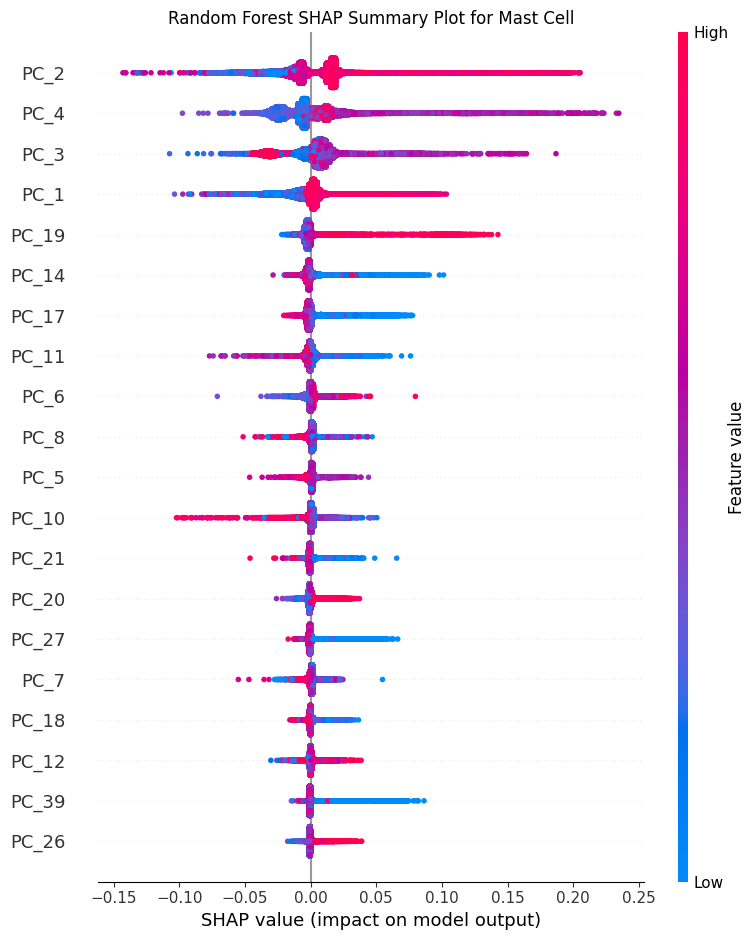 Random Forest SHAP Summary Plot for Mast Cell
High
PC_2
PC_4
PC_3
PC_1
PC_19
PC_14
PC_17
PC_11
PC_6
PC_8
PC_5
PC_10
PC_21
PC_20
PC_27
PC_7
PC_18
PC_12
PC_39
PC_26
Feature value
Low
−0.15 −0.10 −0.05 0.00 0.05 0.10 0.15 0.20 0.25
SHAP value (impact on model output)